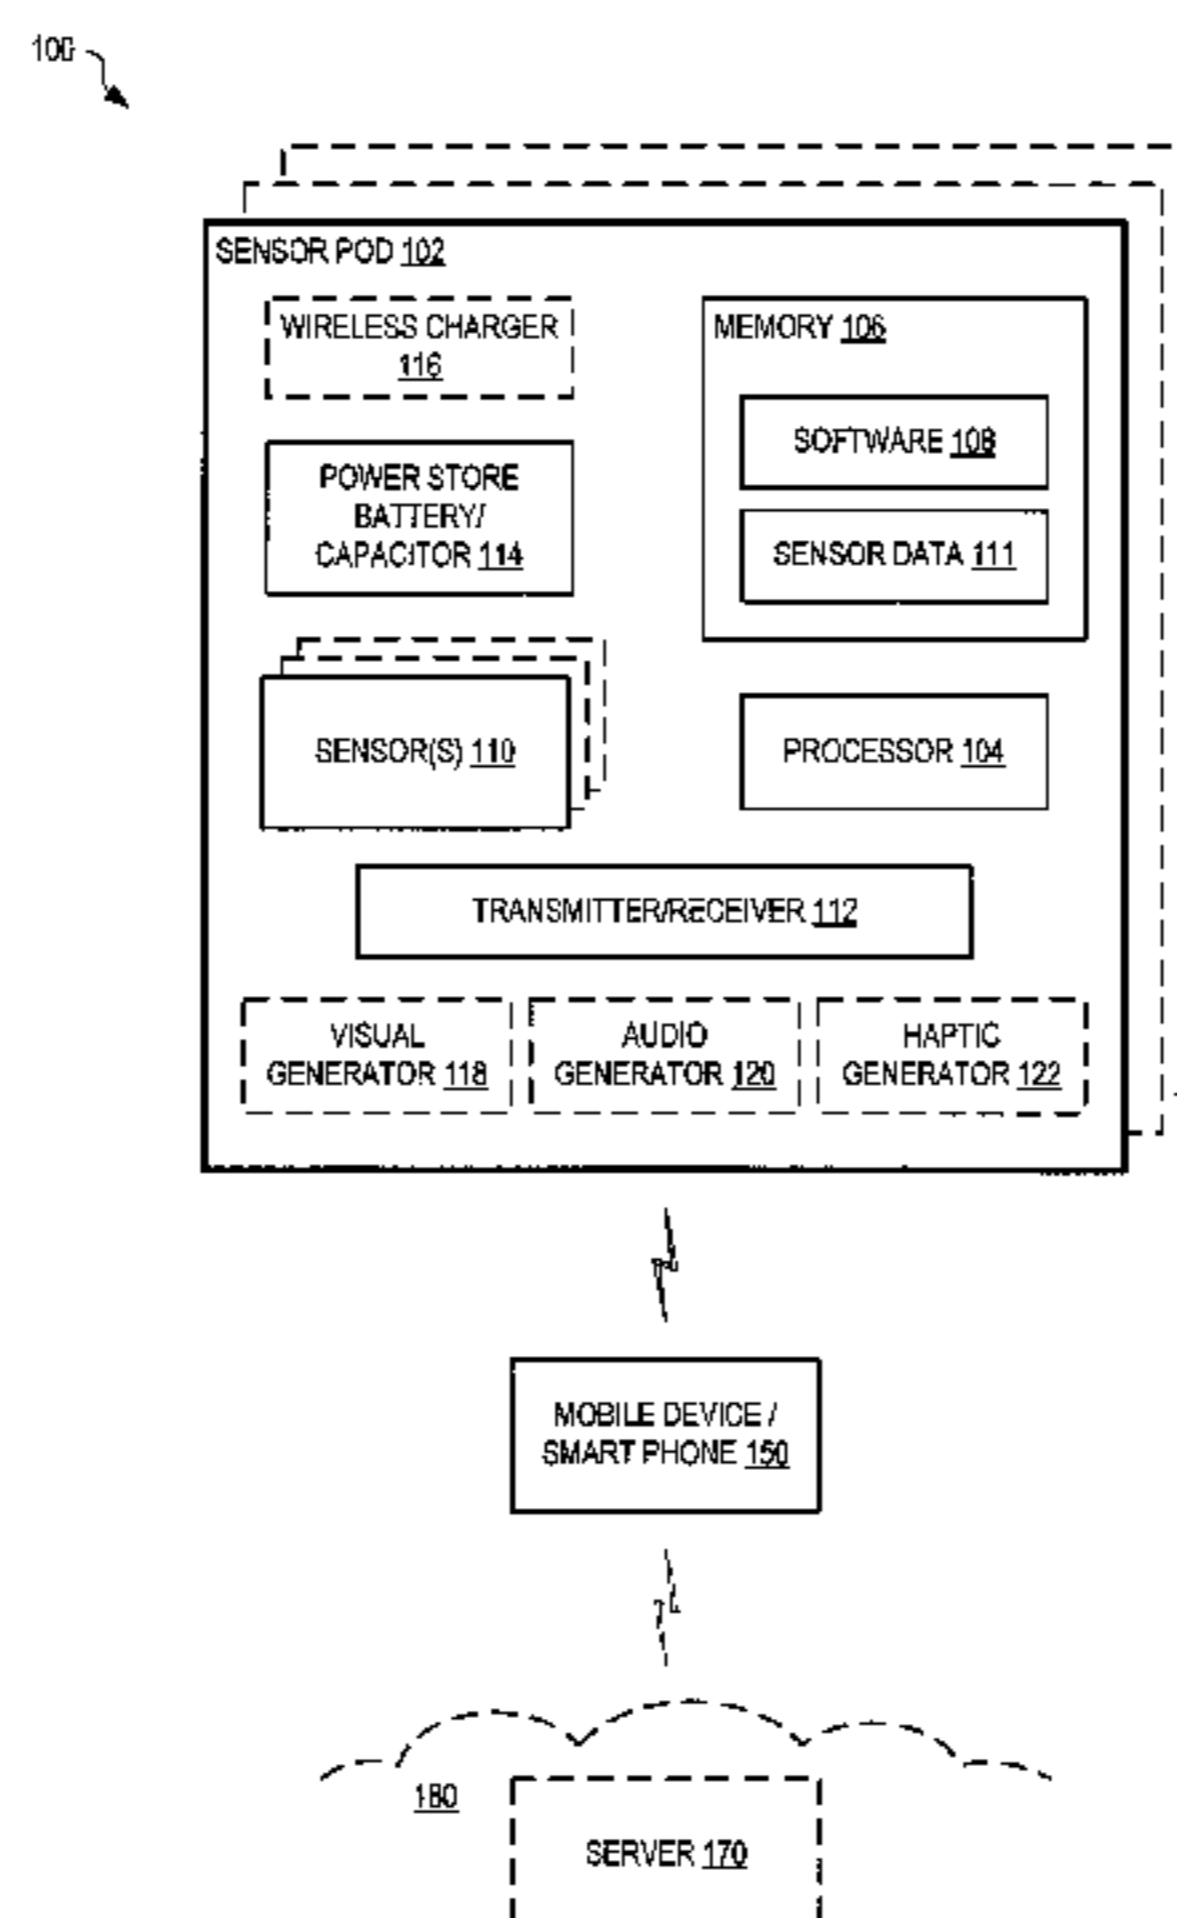 100
SENSOR POD 102
WIRELESS CHARGER
116
MEMORY 106
SOFTWARE 108
SENSOR DATA 111
POWER STORE
BATTERY/
CAPACITOR 114
SENSOR(S) 110
PROCESSOR 104
TRANSMITTER/RECEIVER 112
VISUAL
GENERATOR 118
AUDIO
GENERATOR 120
HAPTIC
GENERATOR 122
MOBILE DEVICE /
SMART PHONE 150
180
SERVER 170